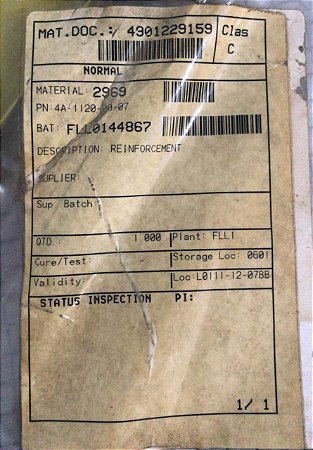 MAT.DOC.: 4901229159
Clas
C
NORMAL
MATERIAL: 2969
PN: 4A-1120-00-07
BAT: FLL0144867
DESCRIPTION: REINFORCEMENT
SUPLIER:
Sup. Batch:
QTD : 1.000 Plant: FLL1
Cure/Test: Storage Loc: 0601
Validity: Loc:L0111-12-07BB
STATUS INSPECTION PI:
1/ 1